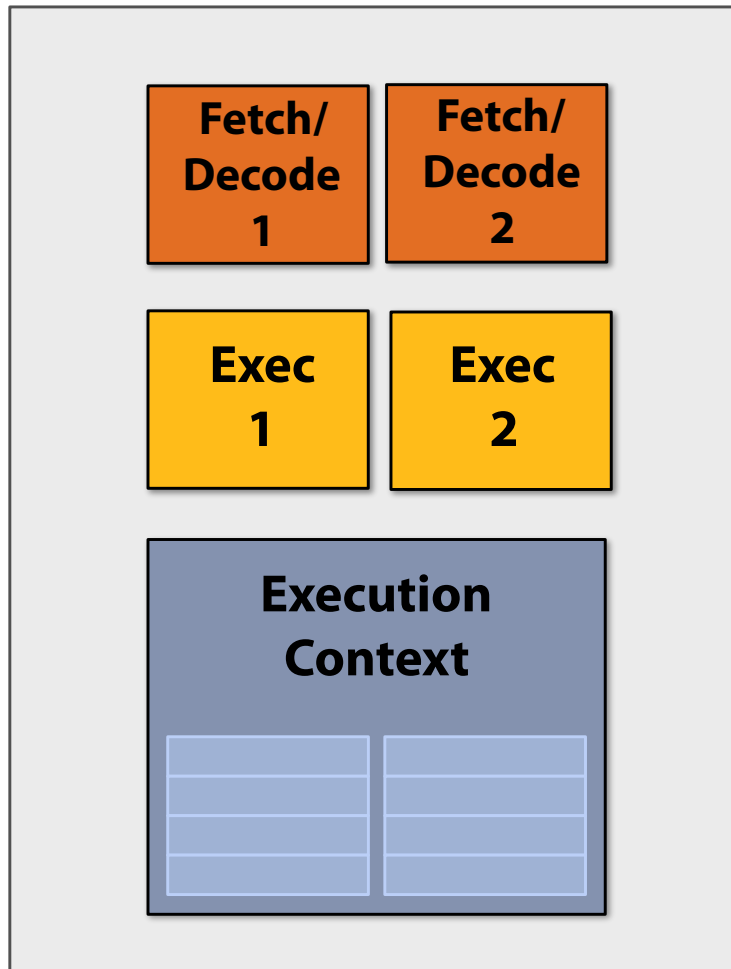 Fetch/
Decode
1
Fetch/
Decode
2
Exec
1
Exec
2
Execution
Context